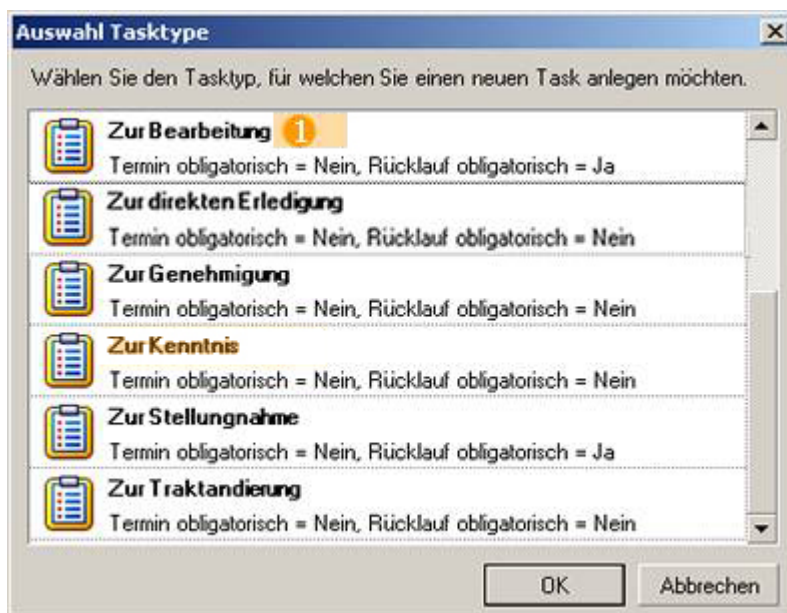 Auswahl Tasktype
Wählen Sie den Tasktyp, für welchen Sie einen neuen Task anlegen möchten.
Zur Bearbeitung 1
Termin obligatorisch = Nein, Rücklauf obligatorisch = Ja
Zur direkten Erledigung
Termin obligatorisch = Nein, Rücklauf obligatorisch = Nein
Zur Genehmigung
Termin obligatorisch = Nein, Rücklauf obligatorisch = Nein
Zur Kenntnis
Termin obligatorisch = Nein, Rücklauf obligatorisch = Nein
Zur Stellungnahme
Termin obligatorisch = Nein, Rücklauf obligatorisch = Ja
Zur Traktandierung
Termin obligatorisch = Nein, Rücklauf obligatorisch = Nein
OK Abbrechen